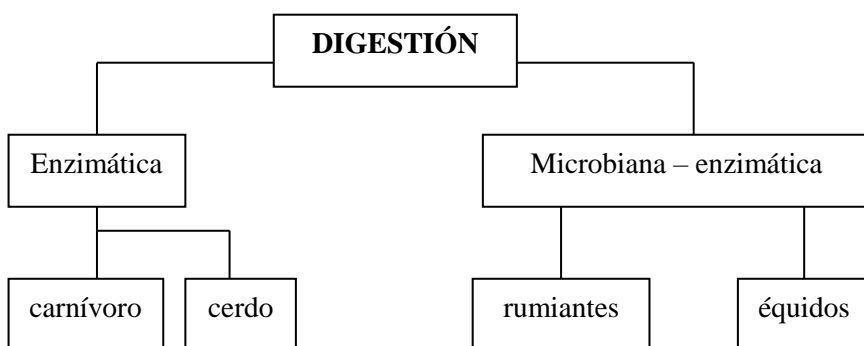 DIGESTIÓN
Enzimática
Microbiana – enzimática
carnívoro
cerdo
rumiantes
équidos